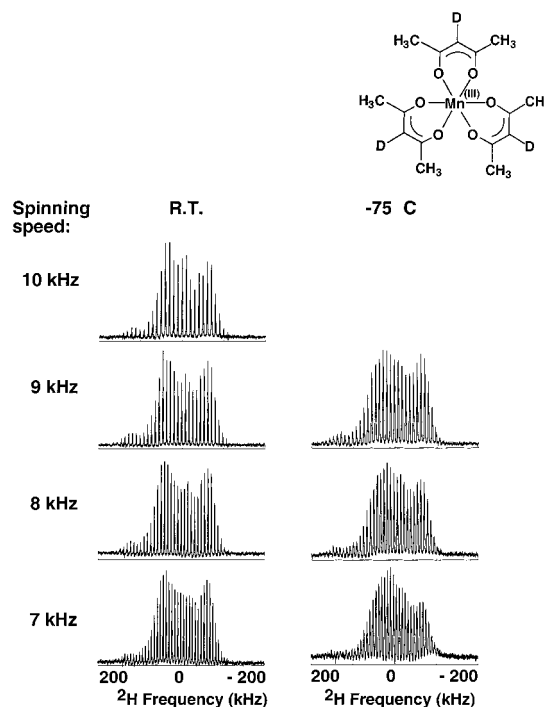 D
H₃C CH₃
O O
H₃C O Mn (III) O CH
D O O D
CH₃ CH₃
Spinning speed: R.T. -75 C
10 kHz
9 kHz
8 kHz
7 kHz
200 0 - 200 200 0 - 200
²H Frequency (kHz) ²H Frequency (kHz)